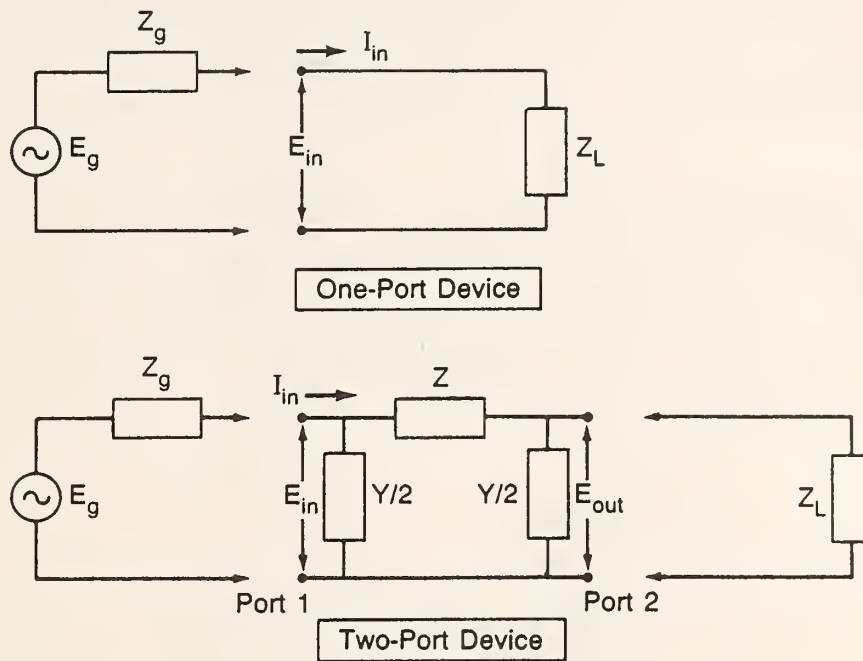 Z_g
I_in
E_g
E_in
Z_L
One-Port Device
Z_g
I_in
Z
E_g
E_in
Y/2
Y/2
E_out
Z_L
Port 1
Port 2
Two-Port Device